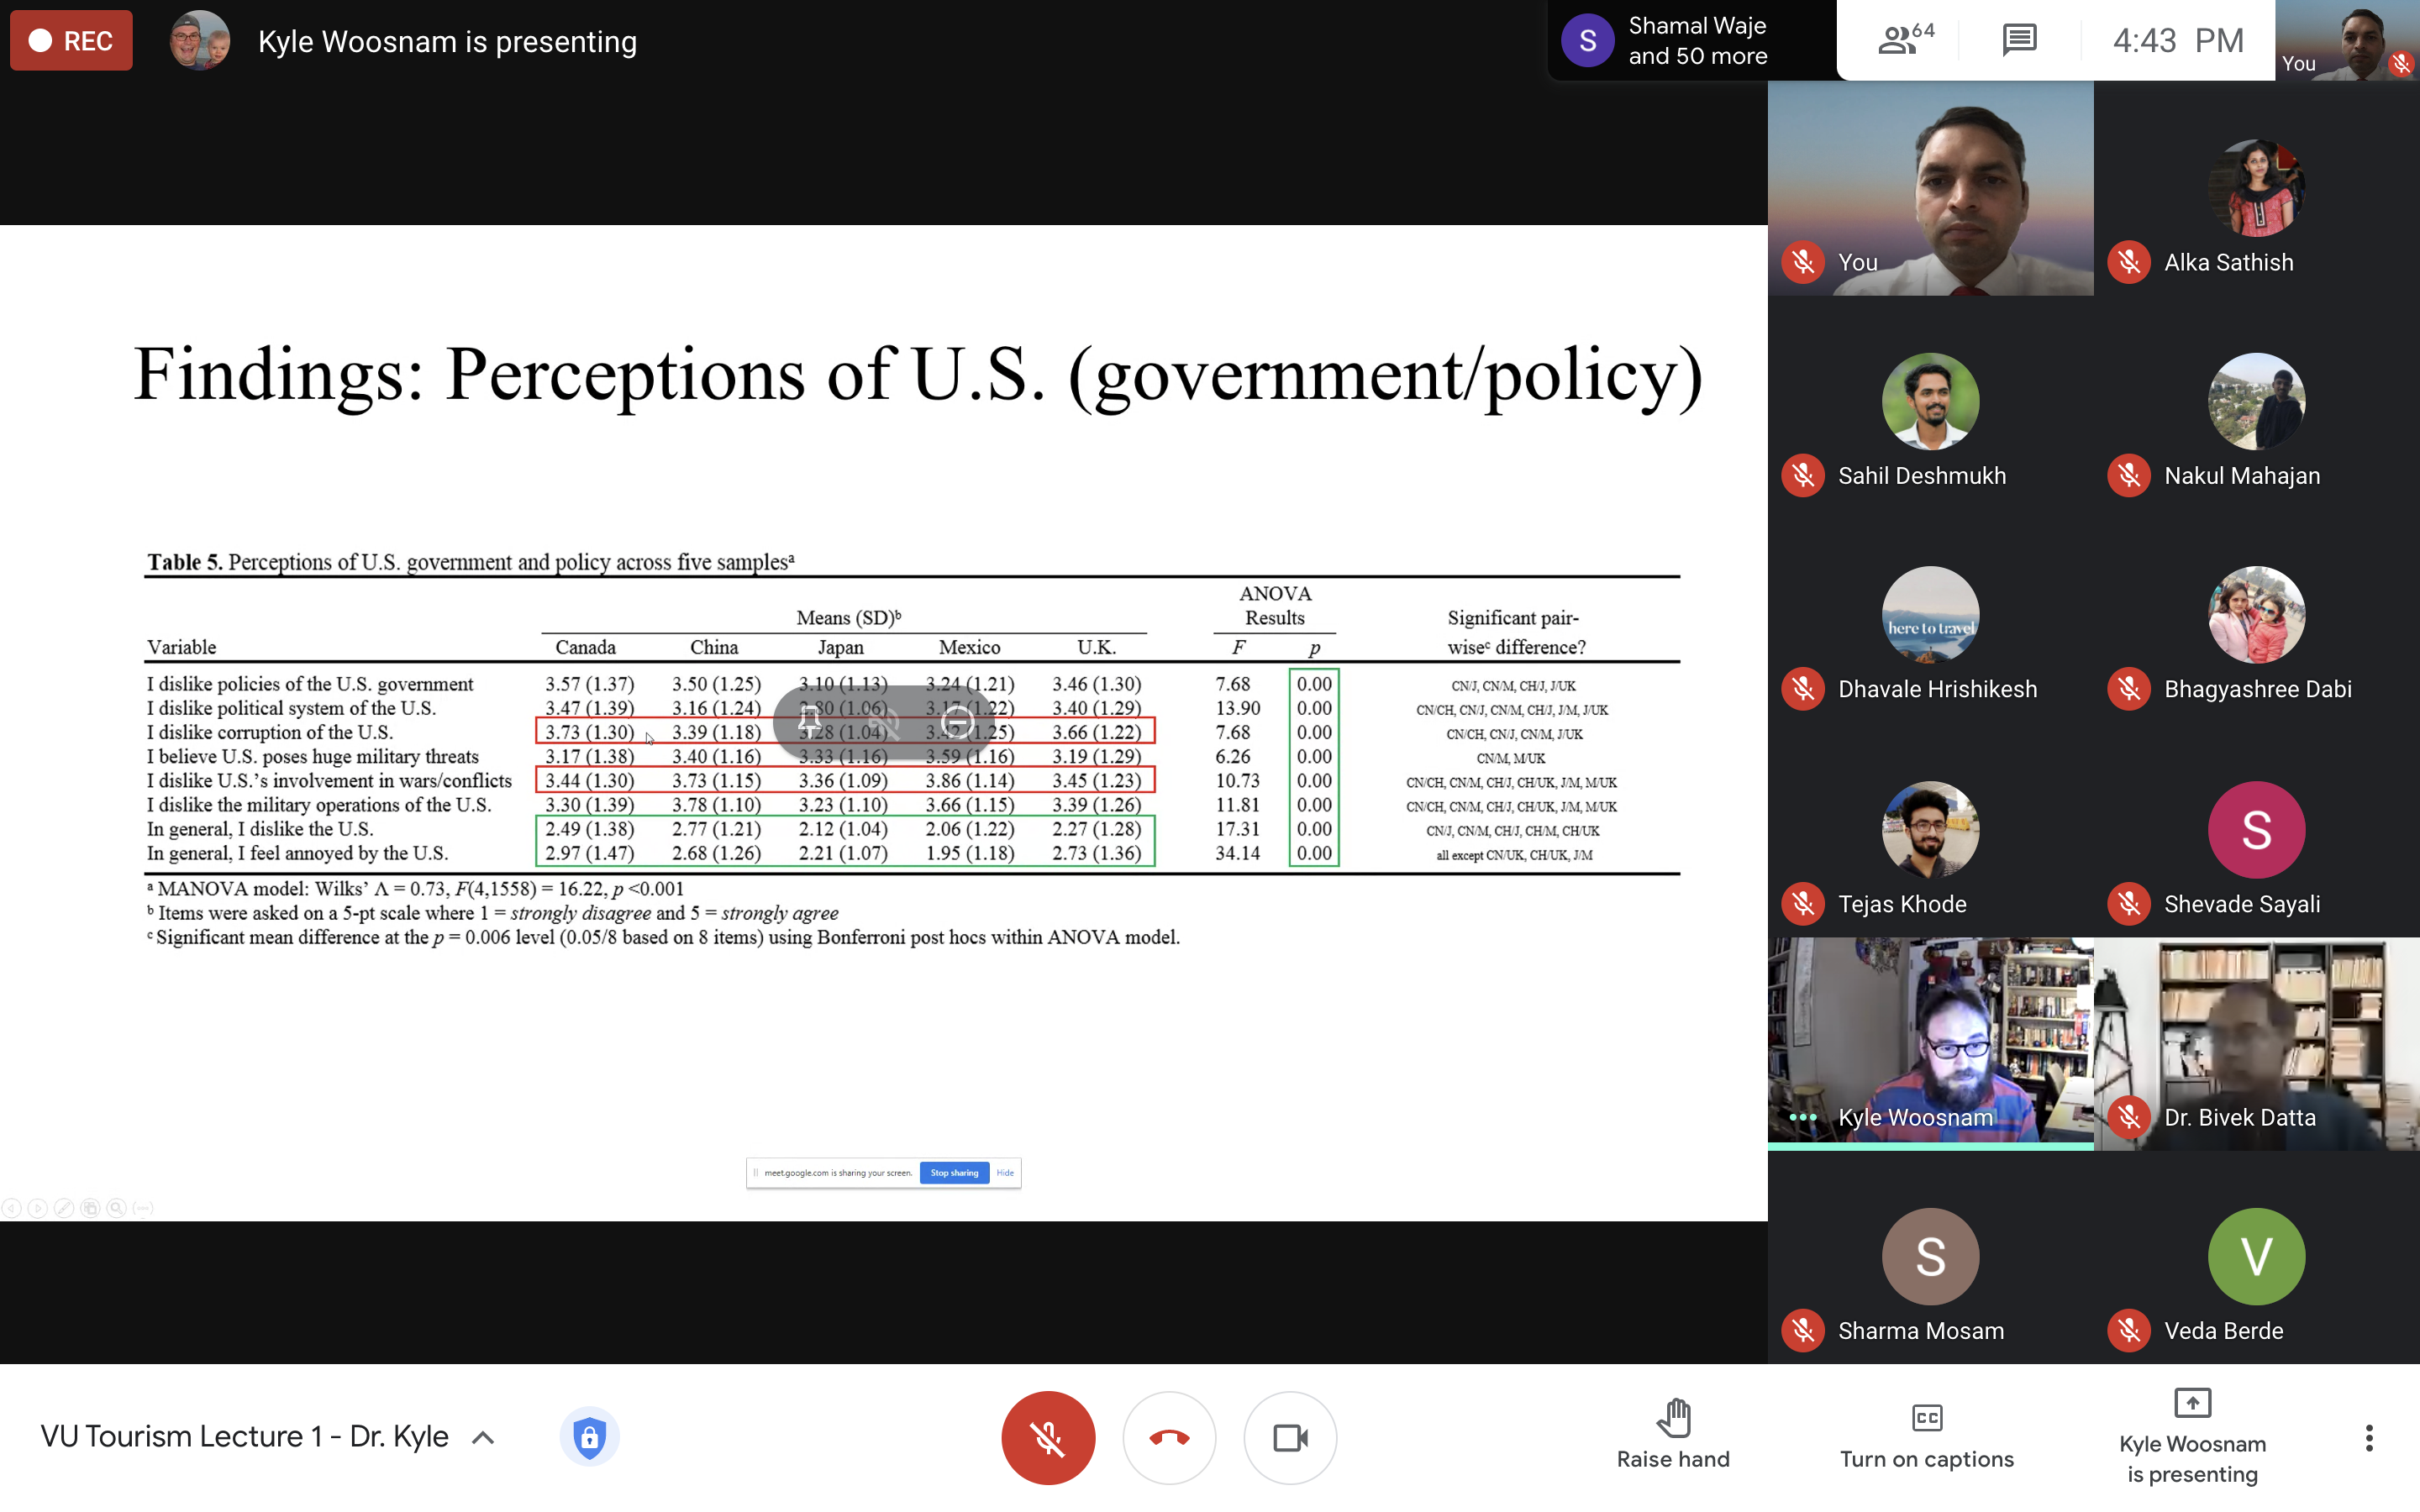 REC
Kyle Woosnam is presenting
S
Shamal Waje
and 50 more
64
4:43 PM
You
Findings: Perceptions of U.S. (government/policy)
Table 5. Perceptions of U.S. government and policy across five samplesᵃ
ANOVA
Means (SD)ᵇ Results Significant pair-
Variable Canada China Japan Mexico U.K. F p wiseᶜ difference?
I dislike policies of the U.S. government 3.57 (1.37) 3.50 (1.25) 3.10 (1.13) 3.24 (1.21) 3.46 (1.30) 7.68 0.00 CN/J, CN/M, CH/J, J/UK
I dislike political system of the U.S. 3.47 (1.39) 3.16 (1.24) (1.06) (1.22) 3.40 (1.29) 13.90 0.00 CN/CH, CN/J, CN/M, CH/J, J/M, J/UK
I dislike corruption of the U.S. 3.73 (1.30) 3.39 (1.18) (1.04) (1.25) 3.66 (1.22) 7.68 0.00 CN/CH, CN/J, CN/M, J/UK
I believe U.S. poses huge military threats 3.17 (1.38) 3.40 (1.16) 3.33 (1.16) 3.59 (1.16) 3.19 (1.29) 6.26 0.00 CN/M, M/UK
I dislike U.S.'s involvement in wars/conflicts 3.44 (1.30) 3.73 (1.15) 3.36 (1.09) 3.86 (1.14) 3.45 (1.23) 10.73 0.00 CN/CH, CN/M, CH/J, CH/UK, J/M, M/UK
I dislike the military operations of the U.S. 3.30 (1.39) 3.78 (1.10) 3.23 (1.10) 3.66 (1.15) 3.39 (1.26) 11.81 0.00 CN/CH, CN/M, CH/J, CH/UK, J/M, M/UK
In general, I dislike the U.S. 2.49 (1.38) 2.77 (1.21) 2.12 (1.04) 2.06 (1.22) 2.27 (1.28) 17.31 0.00 CN/J, CN/M, CH/J, CH/M, CH/UK
In general, I feel annoyed by the U.S. 2.97 (1.47) 2.68 (1.26) 2.21 (1.07) 1.95 (1.18) 2.73 (1.36) 34.14 0.00 all except CN/UK, CH/UK, J/M
ᵃ MANOVA model: Wilks' Λ = 0.73, F(4,1558) = 16.22, p <0.001
ᵇ Items were asked on a 5-pt scale where 1 = strongly disagree and 5 = strongly agree
ᶜ Significant mean difference at the p = 0.006 level (0.05/8 based on 8 items) using Bonferroni post hocs within ANOVA model.
meet.google.com is sharing your screen. Stop sharing Hide
You
Alka Sathish
Sahil Deshmukh
Nakul Mahajan
here to travel
Dhavale Hrishikesh
Bhagyashree Dabi
Tejas Khode
S
Shevade Sayali
Kyle Woosnam
Dr. Bivek Datta
S
Sharma Mosam
V
Veda Berde
VU Tourism Lecture 1 - Dr. Kyle
Raise hand
CC
Turn on captions
Kyle Woosnam
is presenting